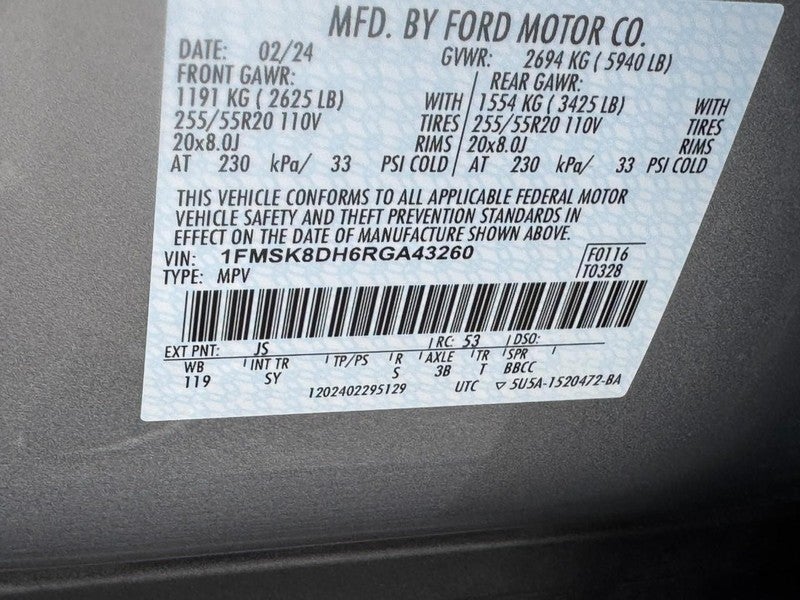 MFD. BY FORD MOTOR CO.
DATE: 02/24 GVWR: 2694 KG ( 5940 LB)
FRONT GAWR: REAR GAWR:
1191 KG ( 2625 LB) WITH 1554 KG ( 3425 LB) WITH
255/55R20 110V TIRES 255/55R20 110V TIRES
20x8.0J RIMS 20x8.0J RIMS
AT 230 kPa/ 33 PSI COLD AT 230 kPa/ 33 PSI COLD
THIS VEHICLE CONFORMS TO ALL APPLICABLE FEDERAL MOTOR
VEHICLE SAFETY AND THEFT PREVENTION STANDARDS IN
EFFECT ON THE DATE OF MANUFACTURE SHOWN ABOVE.
VIN: 1FMSK8DH6RGA43260 F0116
TYPE: MPV T0328
EXT PNT: JS RC: 53 DSO:
WB INT TR TP/PS R AXLE TR SPR
119 SY S 3B T BBCC
1202402295129 UTC ▽ 5U5A-1520472-BA